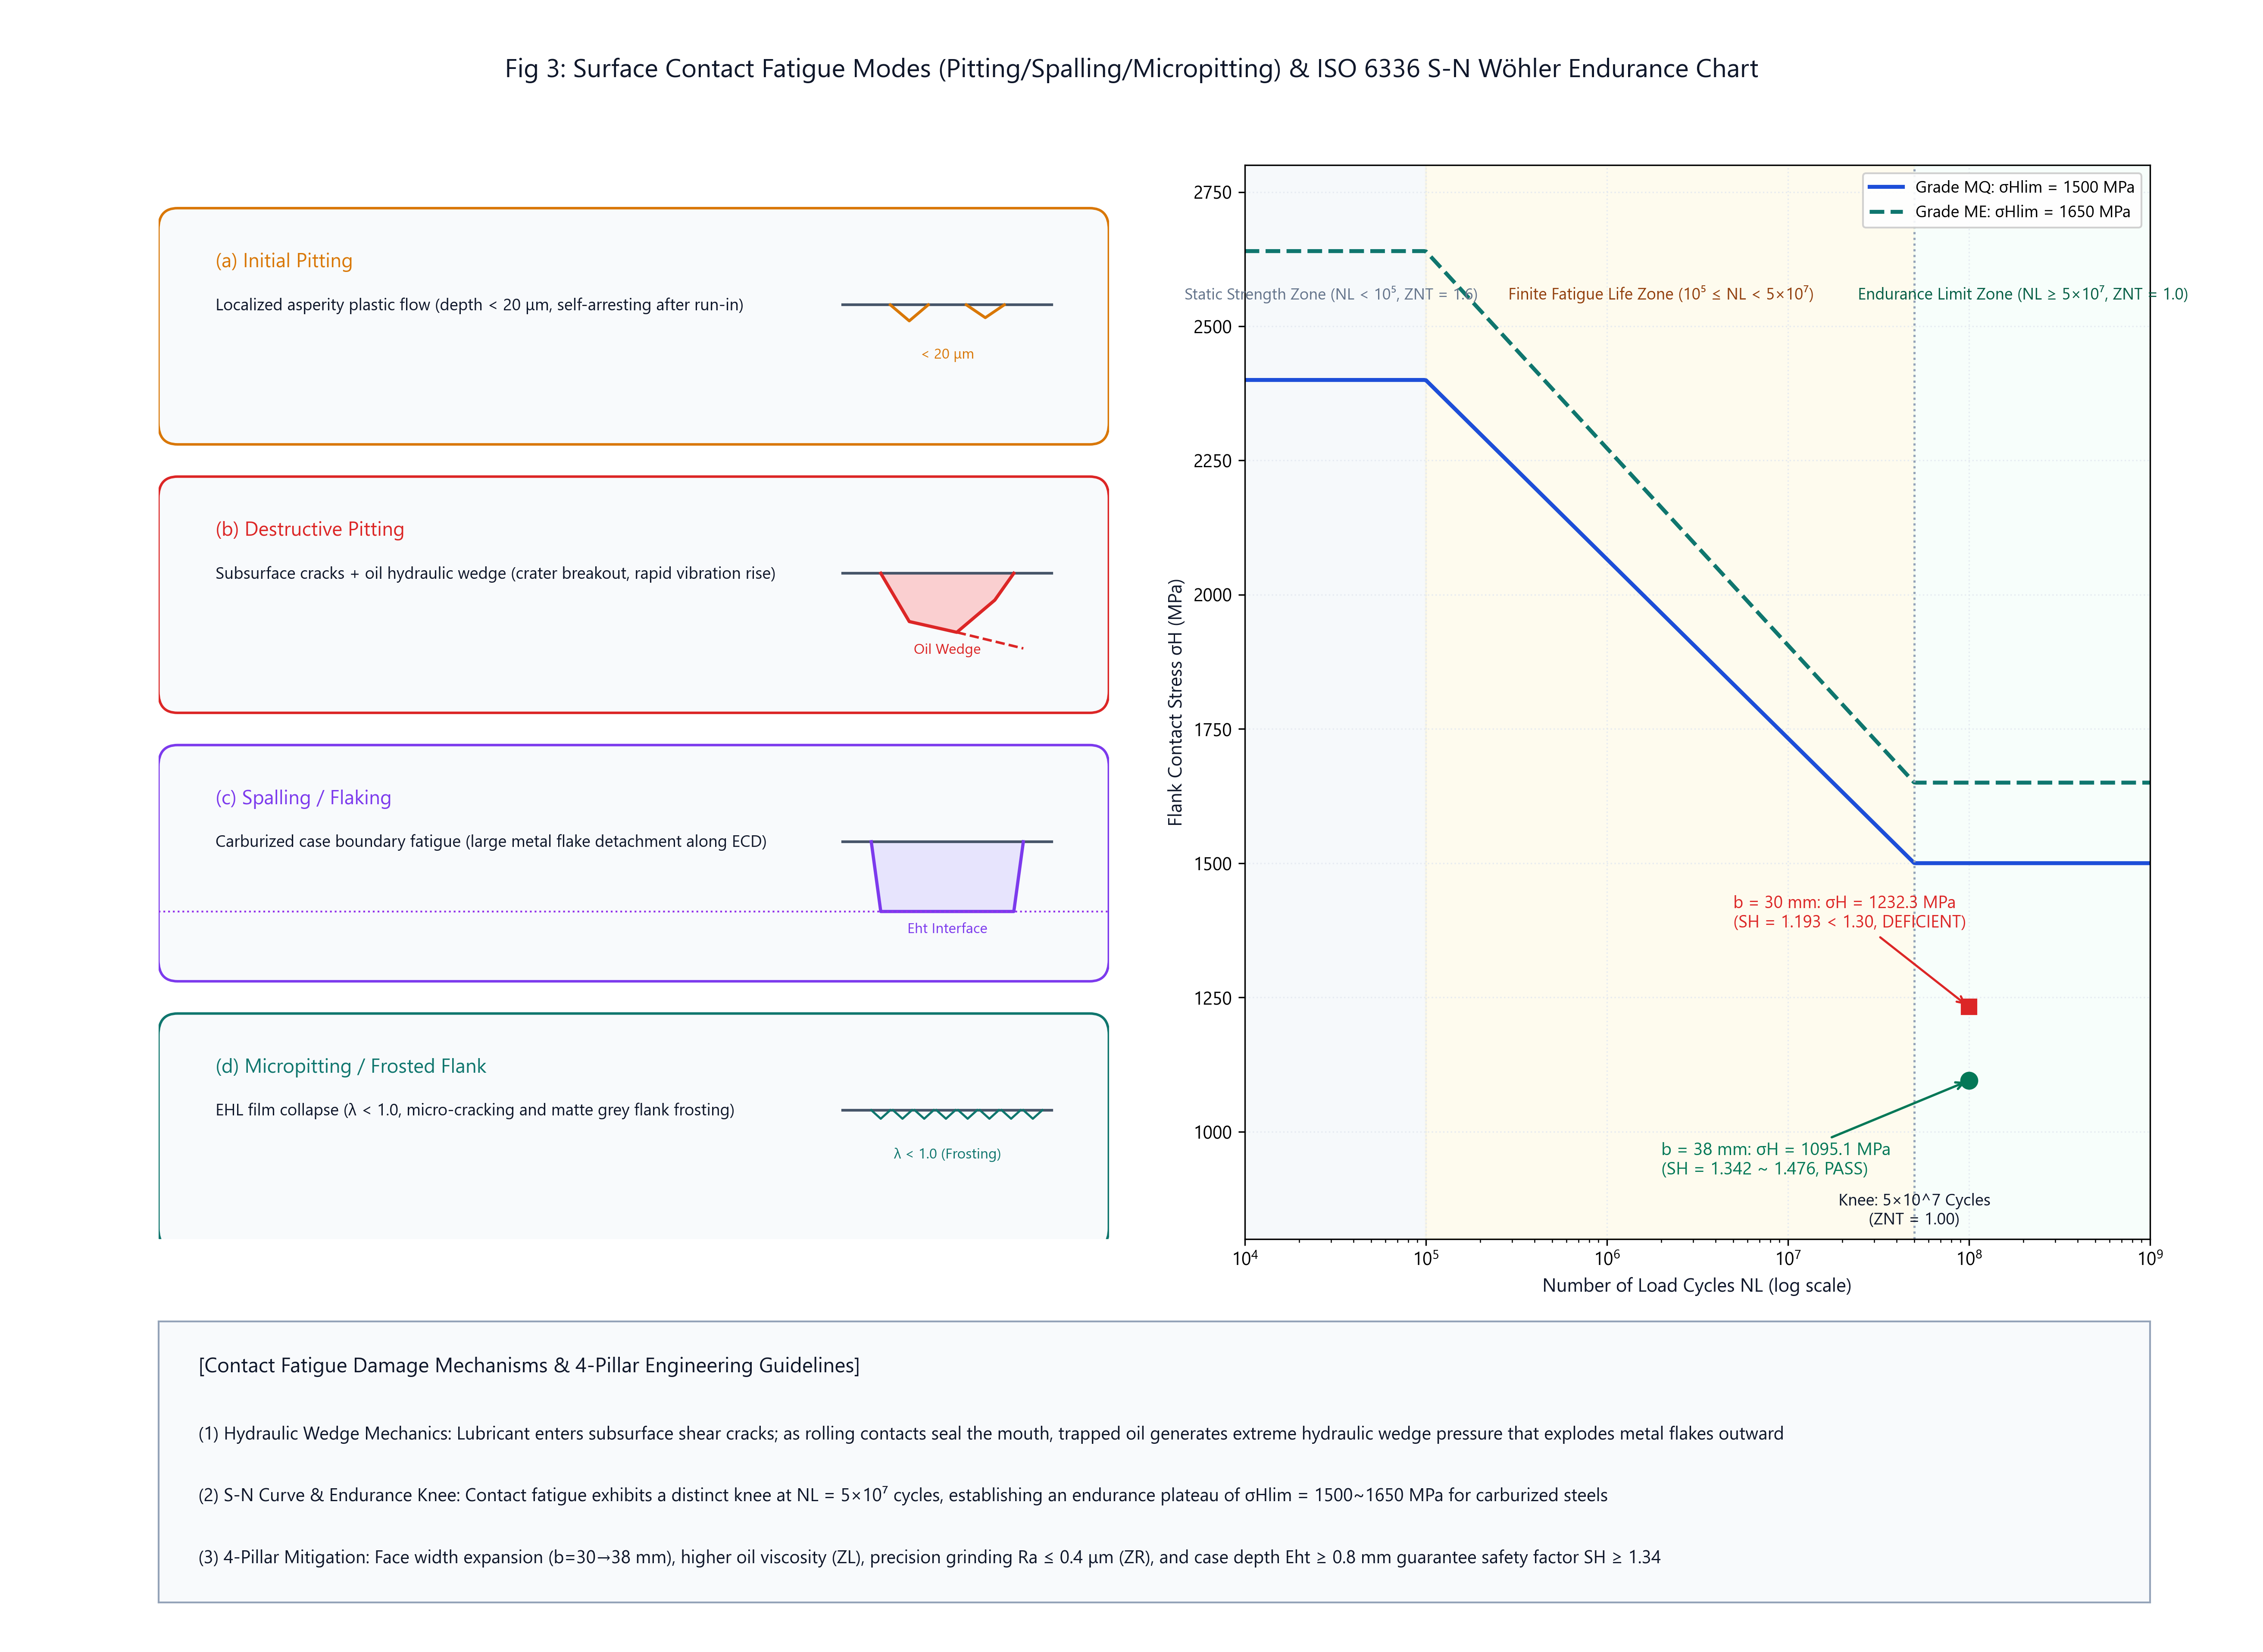 Fig 3: Surface Contact Fatigue Modes (Pitting/Spalling/Micropitting) & ISO 6336 S-N Wöhler Endurance Chart
(a) Initial Pitting
Localized asperity plastic flow (depth < 20 μm, self-arresting after run-in)
< 20 μm
(b) Destructive Pitting
Subsurface cracks + oil hydraulic wedge (crater breakout, rapid vibration rise)
Oil Wedge
(c) Spalling / Flaking
Carburized case boundary fatigue (large metal flake detachment along ECD)
Eht Interface
(d) Micropitting / Frosted Flank
EHL film collapse (λ < 1.0, micro-cracking and matte grey flank frosting)
λ < 1.0 (Frosting)
Flank Contact Stress σH (MPa)
2750
2500
2250
2000
1750
1500
1250
1000
Grade MQ: σHlim = 1500 MPa
Grade ME: σHlim = 1650 MPa
Static Strength Zone (NL < 10⁵, ZNT = 1.6)
Finite Fatigue Life Zone (10⁵ ≤ NL < 5×10⁷)
Endurance Limit Zone (NL ≥ 5×10⁷, ZNT = 1.0)
b = 30 mm: σH = 1232.3 MPa
(SH = 1.193 < 1.30, DEFICIENT)
b = 38 mm: σH = 1095.1 MPa
(SH = 1.342 ~ 1.476, PASS)
Knee: 5×10^7 Cycles
(ZNT = 1.00)
10⁴
10⁵
10⁶
10⁷
10⁸
10⁹
Number of Load Cycles NL (log scale)
[Contact Fatigue Damage Mechanisms & 4-Pillar Engineering Guidelines]
(1) Hydraulic Wedge Mechanics: Lubricant enters subsurface shear cracks; as rolling contacts seal the mouth, trapped oil generates extreme hydraulic wedge pressure that explodes metal flakes outward
(2) S-N Curve & Endurance Knee: Contact fatigue exhibits a distinct knee at NL = 5×10⁷ cycles, establishing an endurance plateau of σHlim = 1500~1650 MPa for carburized steels
(3) 4-Pillar Mitigation: Face width expansion (b=30→38 mm), higher oil viscosity (ZL), precision grinding Ra ≤ 0.4 μm (ZR), and case depth Eht ≥ 0.8 mm guarantee safety factor SH ≥ 1.34